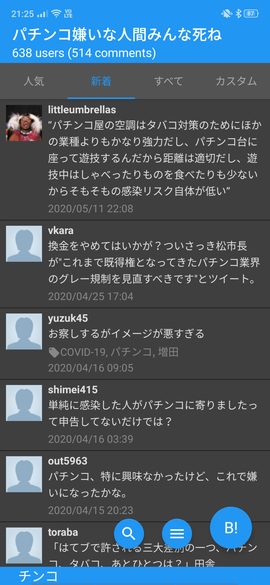 21:25
87
パチンコ嫌いな人間みんな死ね
638 users (514 comments)
人気 新着 すべて カスタム
littleumbrellas
“パチンコ屋の空調はタバコ対策のためにほか
の業種よりもかなり強力だし、パチンコ台に
座って遊技するんだから距離は適切だし、遊
技中はしゃべったりものを食べたりも少ない
からそもそもの感染リスク自体が低い”
2020/05/11 22:08
vkara
換金をやめてはいかが？ついさっき松市長
が"これまで既得権となってきたパチンコ業界
のグレー規制を見直すべきです"とツイート。
2020/04/25 17:04
yuzuk45
お察しするがイメージが悪すぎる
COVID-19, パチンコ, 増田
2020/04/16 09:05
shimei415
単純に感染した人がパチンコに寄りましたっ
て申告してないだけでは？
2020/04/16 03:39
out5963
パチンコ、特に興味なかったけど、これで嫌
いになったかな。
2020/04/15 20:23
toraba
「はてブで許される三大差別の一つ、パチン
コ、タバコ、あとひとつは？」田舎
B!
チンコ